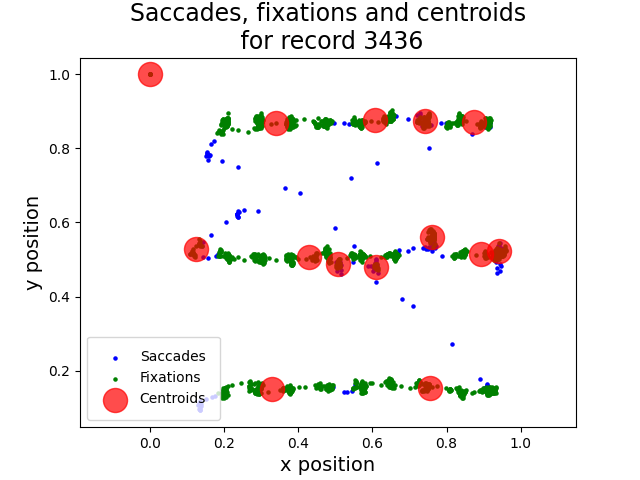 Saccades, fixations and centroids
for record 3436
1.0
0.8
0.6
0.4
0.2
y position
Saccades
Fixations
Centroids
0.0 0.2 0.4 0.6 0.8 1.0
x position